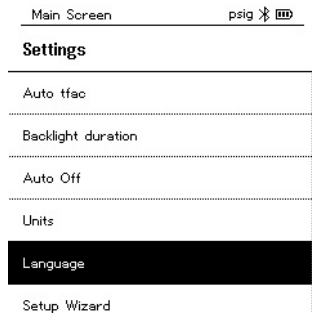 Main Screen psig
Settings
Auto tfac
Backlight duration
Auto Off
Units
Language
Setup Wizard